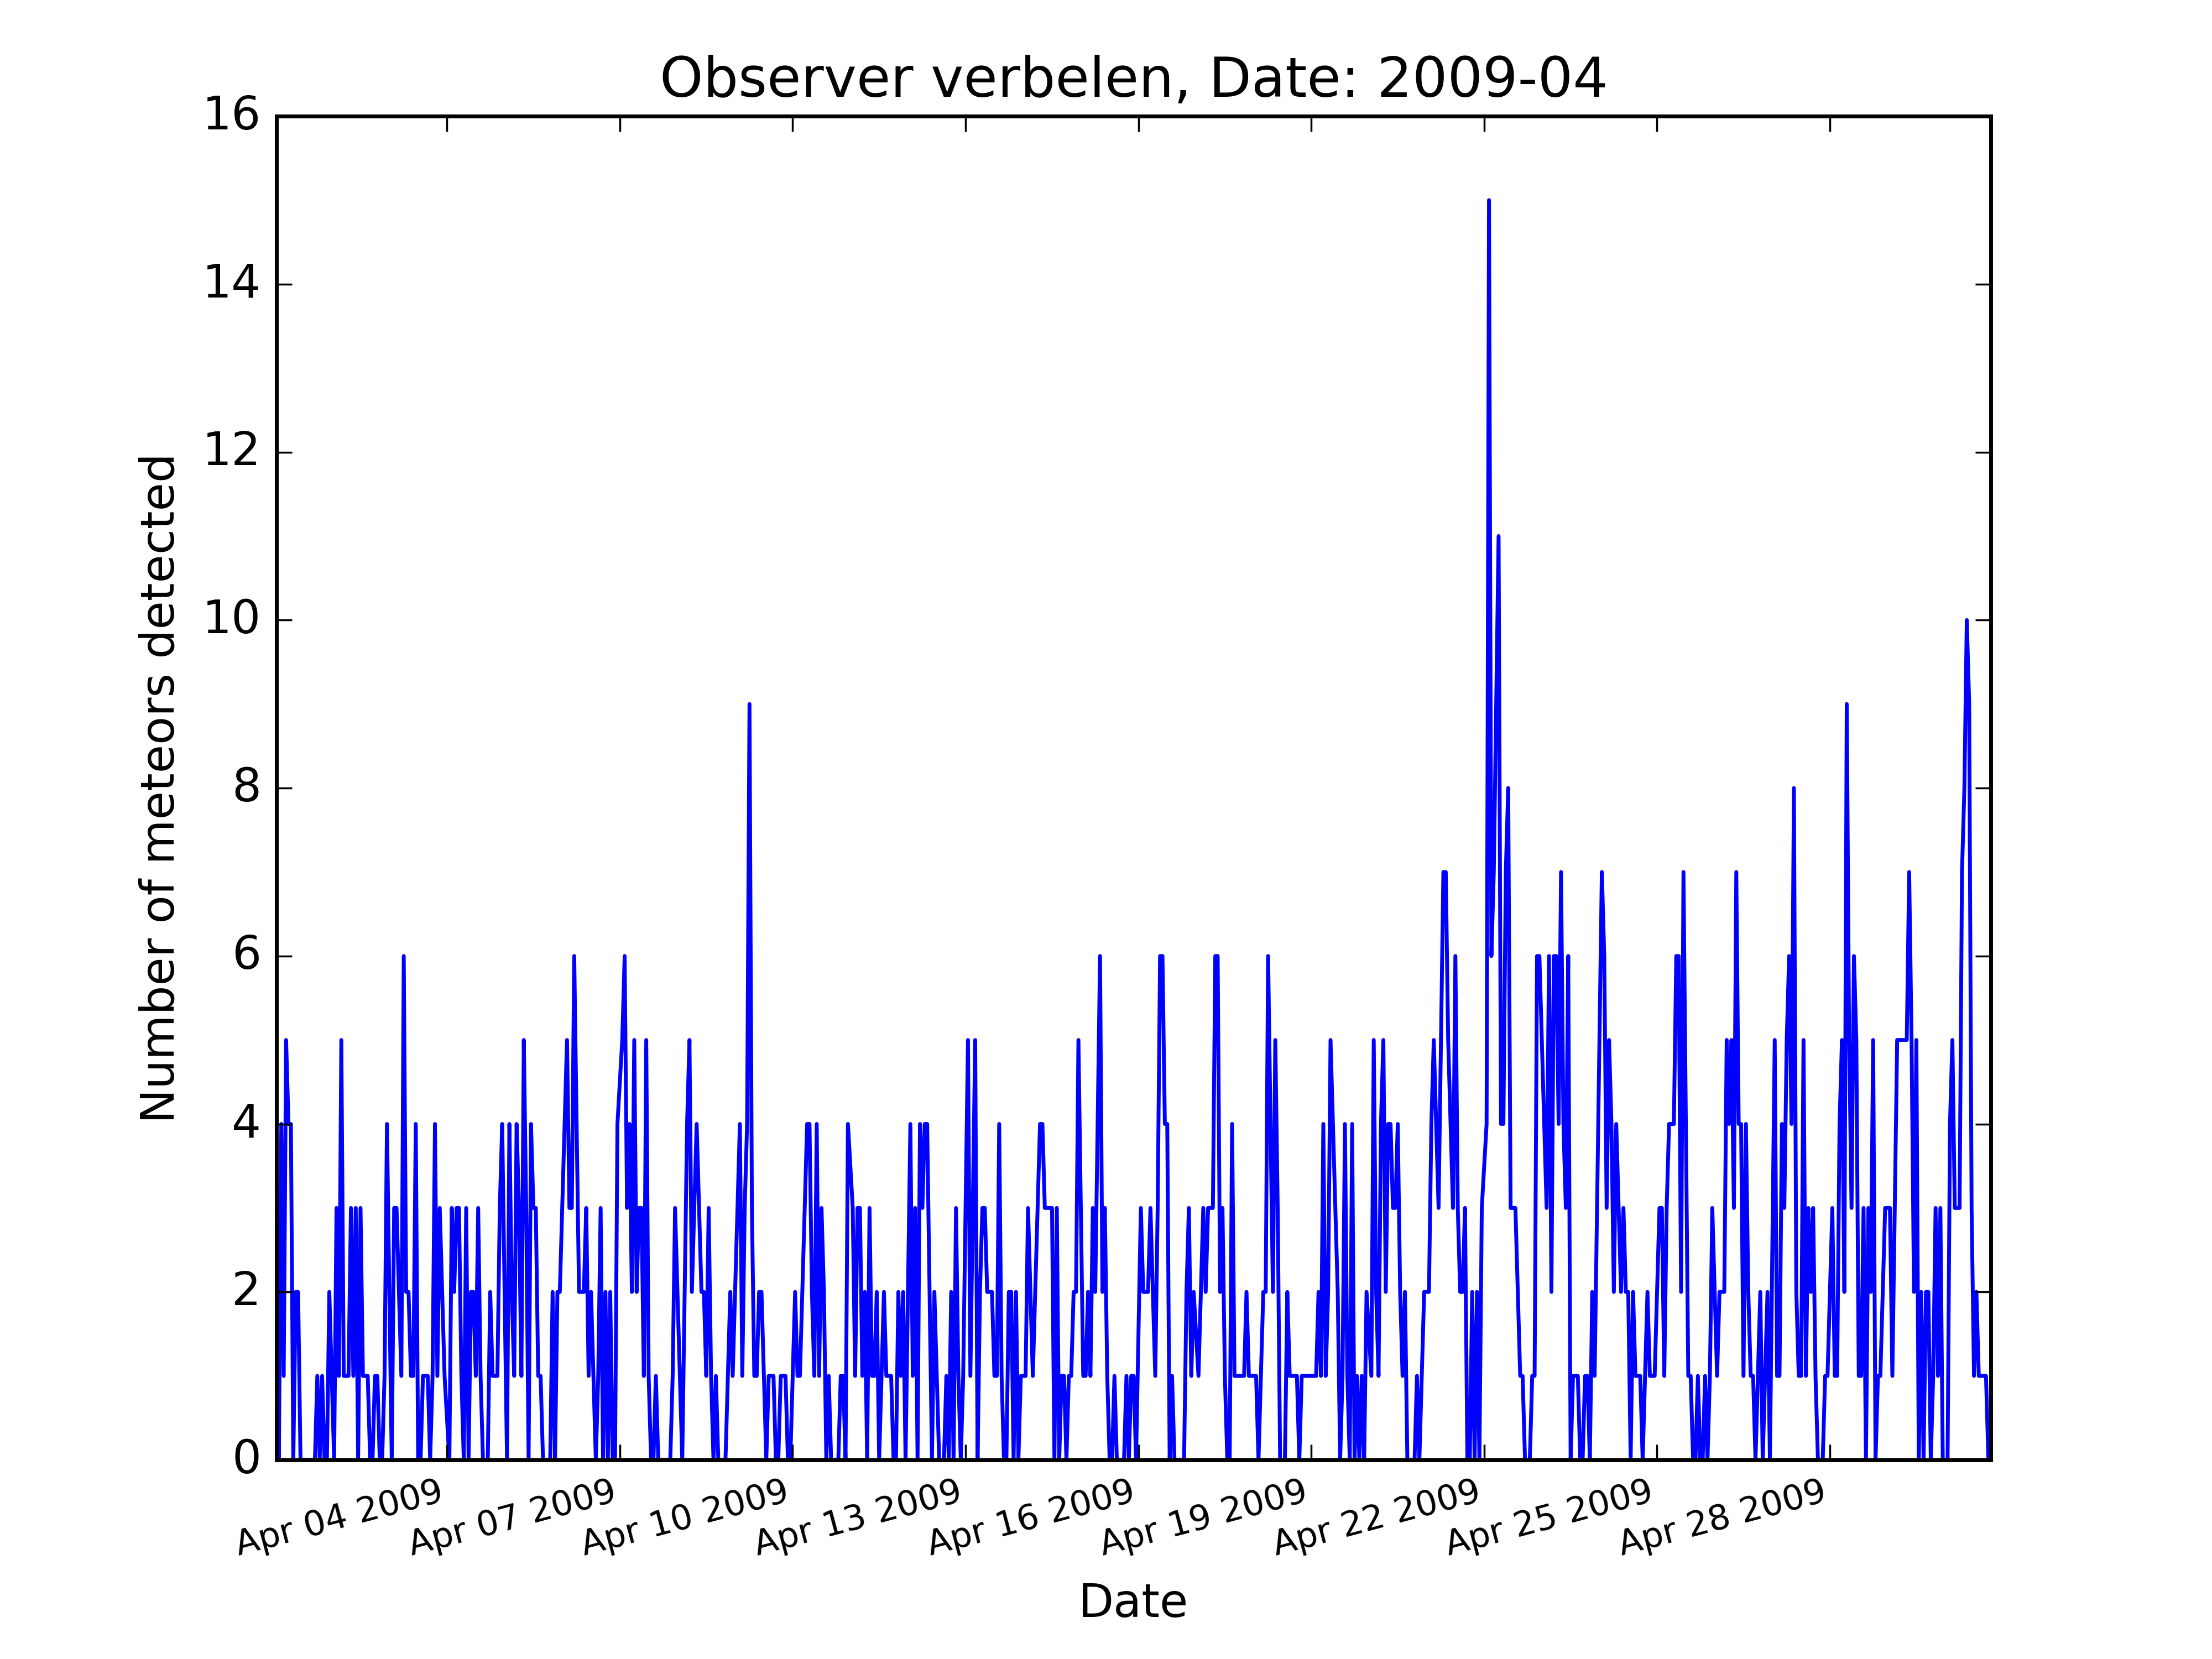 Observer verbelen, Date: 2009-04
16
14
12
10
8
6
4
2
0
Number of meteors detected
Apr 04 2009
Apr 07 2009
Apr 10 2009
Apr 13 2009
Apr 16 2009
Apr 19 2009
Apr 22 2009
Apr 25 2009
Apr 28 2009
Date